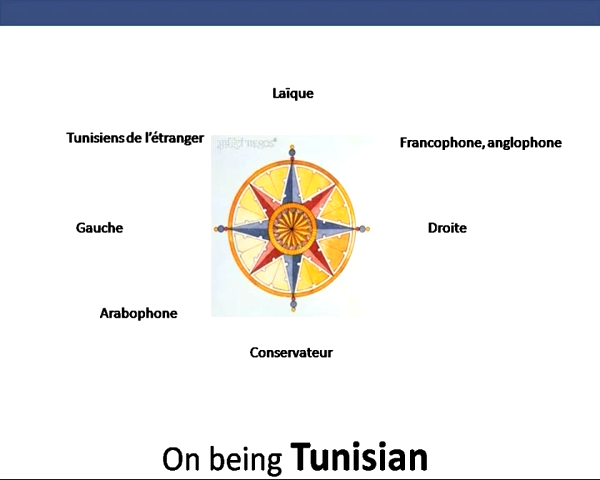 Laïque
Tunisiens de l'étranger
Francophone, anglophone
Gauche
Droite
Arabophone
Conservateur
On being Tunisian